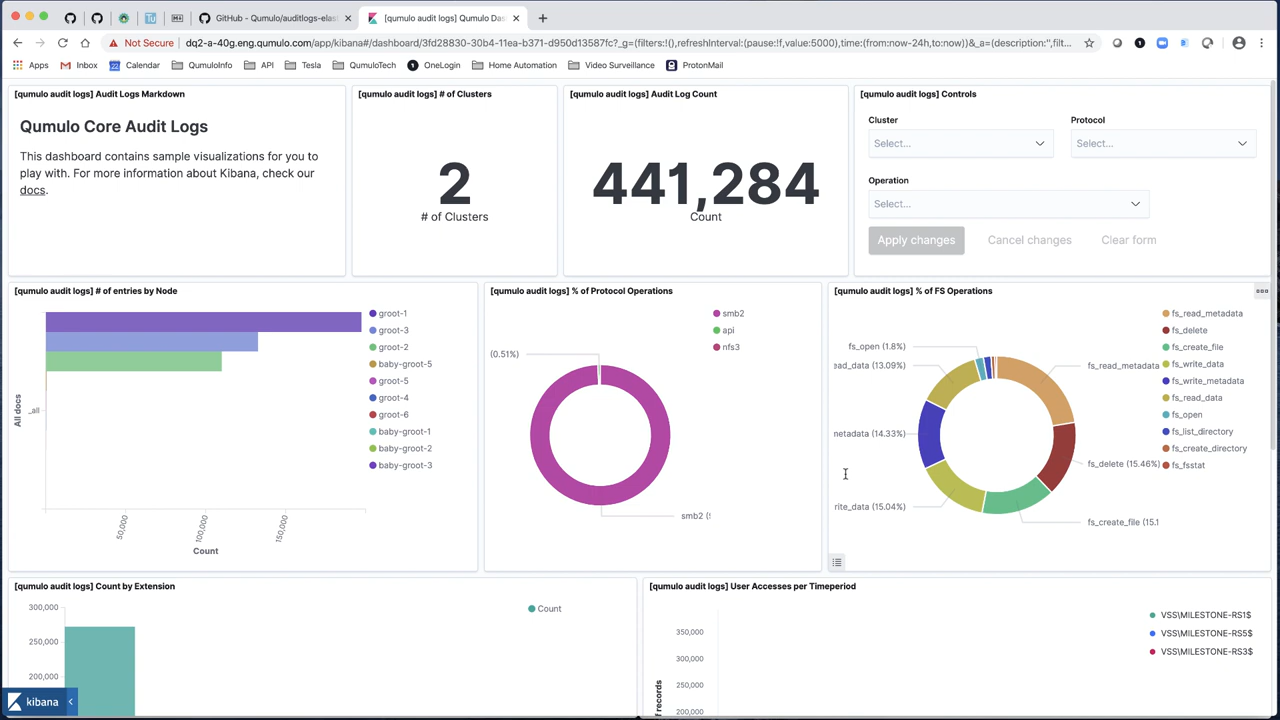 GitHub - Qumulo/auditlogs-elas
[qumulo audit logs] Qumulo Das
Not Secure
dq2-a-40g.eng.qumulo.com/app/kibana#/dashboard/3fd28830-30b4-11ea-b371-d950d13587fc?_g=(filters:!(),refreshInterval:(pause:!f,value:5000),time:(from:now-24h,to:now))&_a=(description:'',filt...
Apps
Inbox
Calendar
QumuloInfo
API
Tesla
QumuloTech
OneLogin
Home Automation
Video Surveillance
ProtonMail
[qumulo audit logs] Audit Logs Markdown
Qumulo Core Audit Logs
This dashboard contains sample visualizations for you to
play with. For more information about Kibana, check our
docs.
[qumulo audit logs] # of Clusters
2
# of Clusters
[qumulo audit logs] Audit Log Count
441,284
Count
[qumulo audit logs] Controls
Cluster
Select...
Protocol
Select...
Operation
Select...
Apply changes
Cancel changes
Clear form
[qumulo audit logs] # of entries by Node
All docs
_all
50,000
100,000
150,000
Count
groot-1
groot-3
groot-2
baby-groot-5
groot-5
groot-4
groot-6
baby-groot-1
baby-groot-2
baby-groot-3
[qumulo audit logs] % of Protocol Operations
(0.51%)
smb2 (
smb2
api
nfs3
[qumulo audit logs] % of FS Operations
fs_open (1.8%)
ead_data (13.09%)
metadata (14.33%)
rite_data (15.04%)
fs_read_metadata
fs_delete (15.46%)
fs_create_file (15.1
fs_read_metadata
fs_delete
fs_create_file
fs_write_data
fs_write_metadata
fs_read_data
fs_open
fs_list_directory
fs_create_directory
fs_fsstat
[qumulo audit logs] Count by Extension
300,000
250,000
200,000
Count
[qumulo audit logs] User Accesses per Timeperiod
350,000
300,000
250,000
200,000
f records
VSS\MILESTONE-RS1$
VSS\MILESTONE-RS5$
VSS\MILESTONE-RS3$
kibana